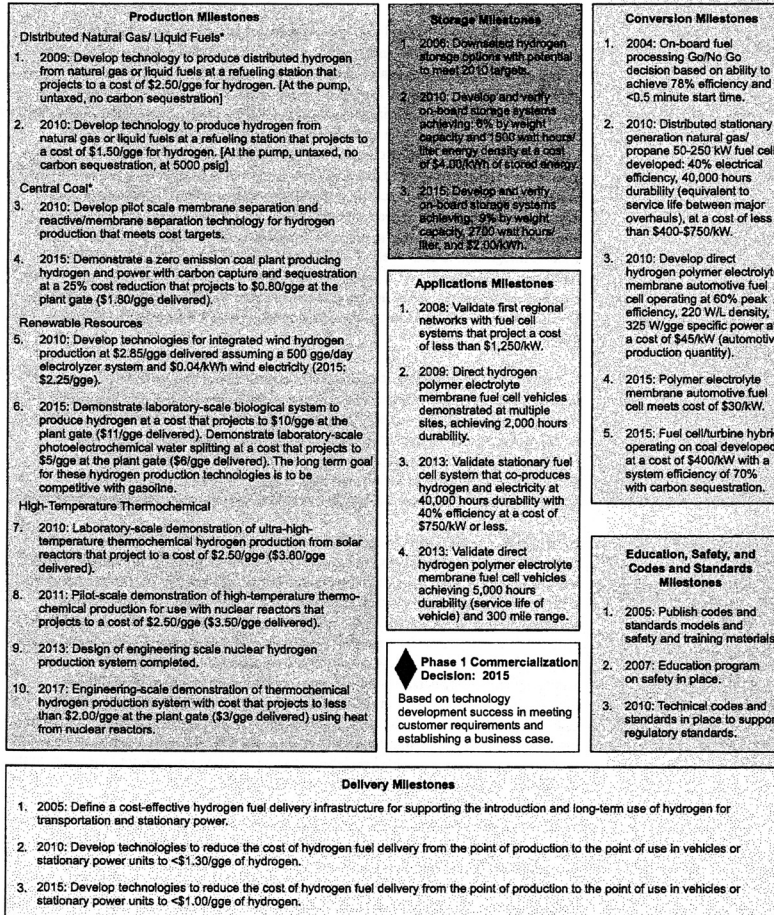 Production Milestones
Distributed Natural Gas/ Liquid Fuels*
1. 2009: Develop technology to produce distributed hydrogen
from natural gas or liquid fuels at a refueling station that
projects to a cost of $2.50/gge for hydrogen. [At the pump,
untaxed, no carbon sequestration]
2. 2010: Develop technology to produce hydrogen from
natural gas or liquid fuels at a refueling station that projects to
a cost of $1.50/gge for hydrogen. [At the pump, untaxed, no
carbon sequestration, at 5000 psig]
Central Coal*
3. 2010: Develop pilot scale membrane separation and
reactive/membrane separation technology for hydrogen
production that meets cost targets.
4. 2015: Demonstrate a zero emission coal plant producing
hydrogen and power with carbon capture and sequestration
at a 25% cost reduction that projects to $0.80/gge at the
plant gate ($1.80/gge delivered).
Renewable Resources
5. 2010: Develop technologies for integrated wind hydrogen
production at $2.85/gge delivered assuming a 500 gge/day
electrolyzer system and $0.04/kWh wind electricity (2015:
$2.25/gge).
6. 2015: Demonstrate laboratory-scale biological system to
produce hydrogen at a cost that projects to $10/gge at the
plant gate ($11/gge delivered). Demonstrate laboratory-scale
photoelectrochemical water splitting at a cost that projects to
$5/gge at the plant gate ($6/gge delivered). The long term goal
for these hydrogen production technologies is to be
competitive with gasoline.
High-Temperature Thermochemical
7. 2010: Laboratory-scale demonstration of ultra-high-
temperature thermochemical hydrogen production from solar
reactors that project to a cost of $2.50/gge ($3.80/gge
delivered).
8. 2011: Pilot-scale demonstration of high-temperature thermo-
chemical production for use with nuclear reactors that
projects to a cost of $2.50/gge ($3.50/gge delivered).
9. 2013: Design of engineering scale nuclear hydrogen
production system completed.
10. 2017: Engineering-scale demonstration of thermochemical
hydrogen production system with cost that projects to less
than $2.00/gge at the plant gate ($3/gge delivered) using heat
from nuclear reactors.
Storage Milestones
1. 2006: Downselect hydrogen
storage options with potential
to meet 2010 targets.
2. 2010: Develop and verify
on-board storage systems
achieving: 6% by weight
capacity and 1500 watt hours/
liter energy density at a cost
of $4.00/kWh of stored energy.
3. 2015: Develop and verify
on-board storage systems
achieving: 9% by weight
capacity, 2700 watt hours/
liter, and $2.00/kWh.
Applications Milestones
1. 2008: Validate first regional
networks with fuel cell
systems that project a cost
of less than $1,250/kW.
2. 2009: Direct hydrogen
polymer electrolyte
membrane fuel cell vehicles
demonstrated at multiple
sites, achieving 2,000 hours
durability.
3. 2013: Validate stationary fuel
cell system that co-produces
hydrogen and electricity at
40,000 hours durability with
40% efficiency at a cost of
$750/kW or less.
4. 2013: Validate direct
hydrogen polymer electrolyte
membrane fuel cell vehicles
achieving 5,000 hours
durability (service life of
vehicle) and 300 mile range.
Phase 1 Commercialization
Decision: 2015
Based on technology
development success in meeting
customer requirements and
establishing a business case.
Conversion Milestones
1. 2004: On-board fuel
processing Go/No Go
decision based on ability to
achieve 78% efficiency and
<0.5 minute start time.
2. 2010: Distributed stationary
generation natural gas/
propane 50-250 kW fuel cell
developed: 40% electrical
efficiency, 40,000 hours
durability (equivalent to
service life between major
overhauls), at a cost of less
than $400-$750/kW.
3. 2010: Develop direct
hydrogen polymer electrolyt
membrane automotive fuel
cell operating at 60% peak
efficiency, 220 W/L density,
325 W/gge specific power a
a cost of $45/kW (automotiv
production quantity).
4. 2015: Polymer electrolyte
membrane automotive fuel
cell meets cost of $30/kW.
5. 2015: Fuel cell/turbine hybri
operating on coal developed
at a cost of $400/kW with a
system efficiency of 70%
with carbon sequestration.
Education, Safety, and
Codes and Standards
Milestones
1. 2005: Publish codes and
standards models and
safety and training materials
2. 2007: Education program
on safety in place.
3. 2010: Technical codes and
standards in place to suppor
regulatory standards.
Delivery Milestones
1. 2005: Define a cost-effective hydrogen fuel delivery infrastructure for supporting the introduction and long-term use of hydrogen for
transportation and stationary power.
2. 2010: Develop technologies to reduce the cost of hydrogen fuel delivery from the point of production to the point of use in vehicles or
stationary power units to <$1.30/gge of hydrogen.
3. 2015: Develop technologies to reduce the cost of hydrogen fuel delivery from the point of production to the point of use in vehicles or
stationary power units to <$1.00/gge of hydrogen.